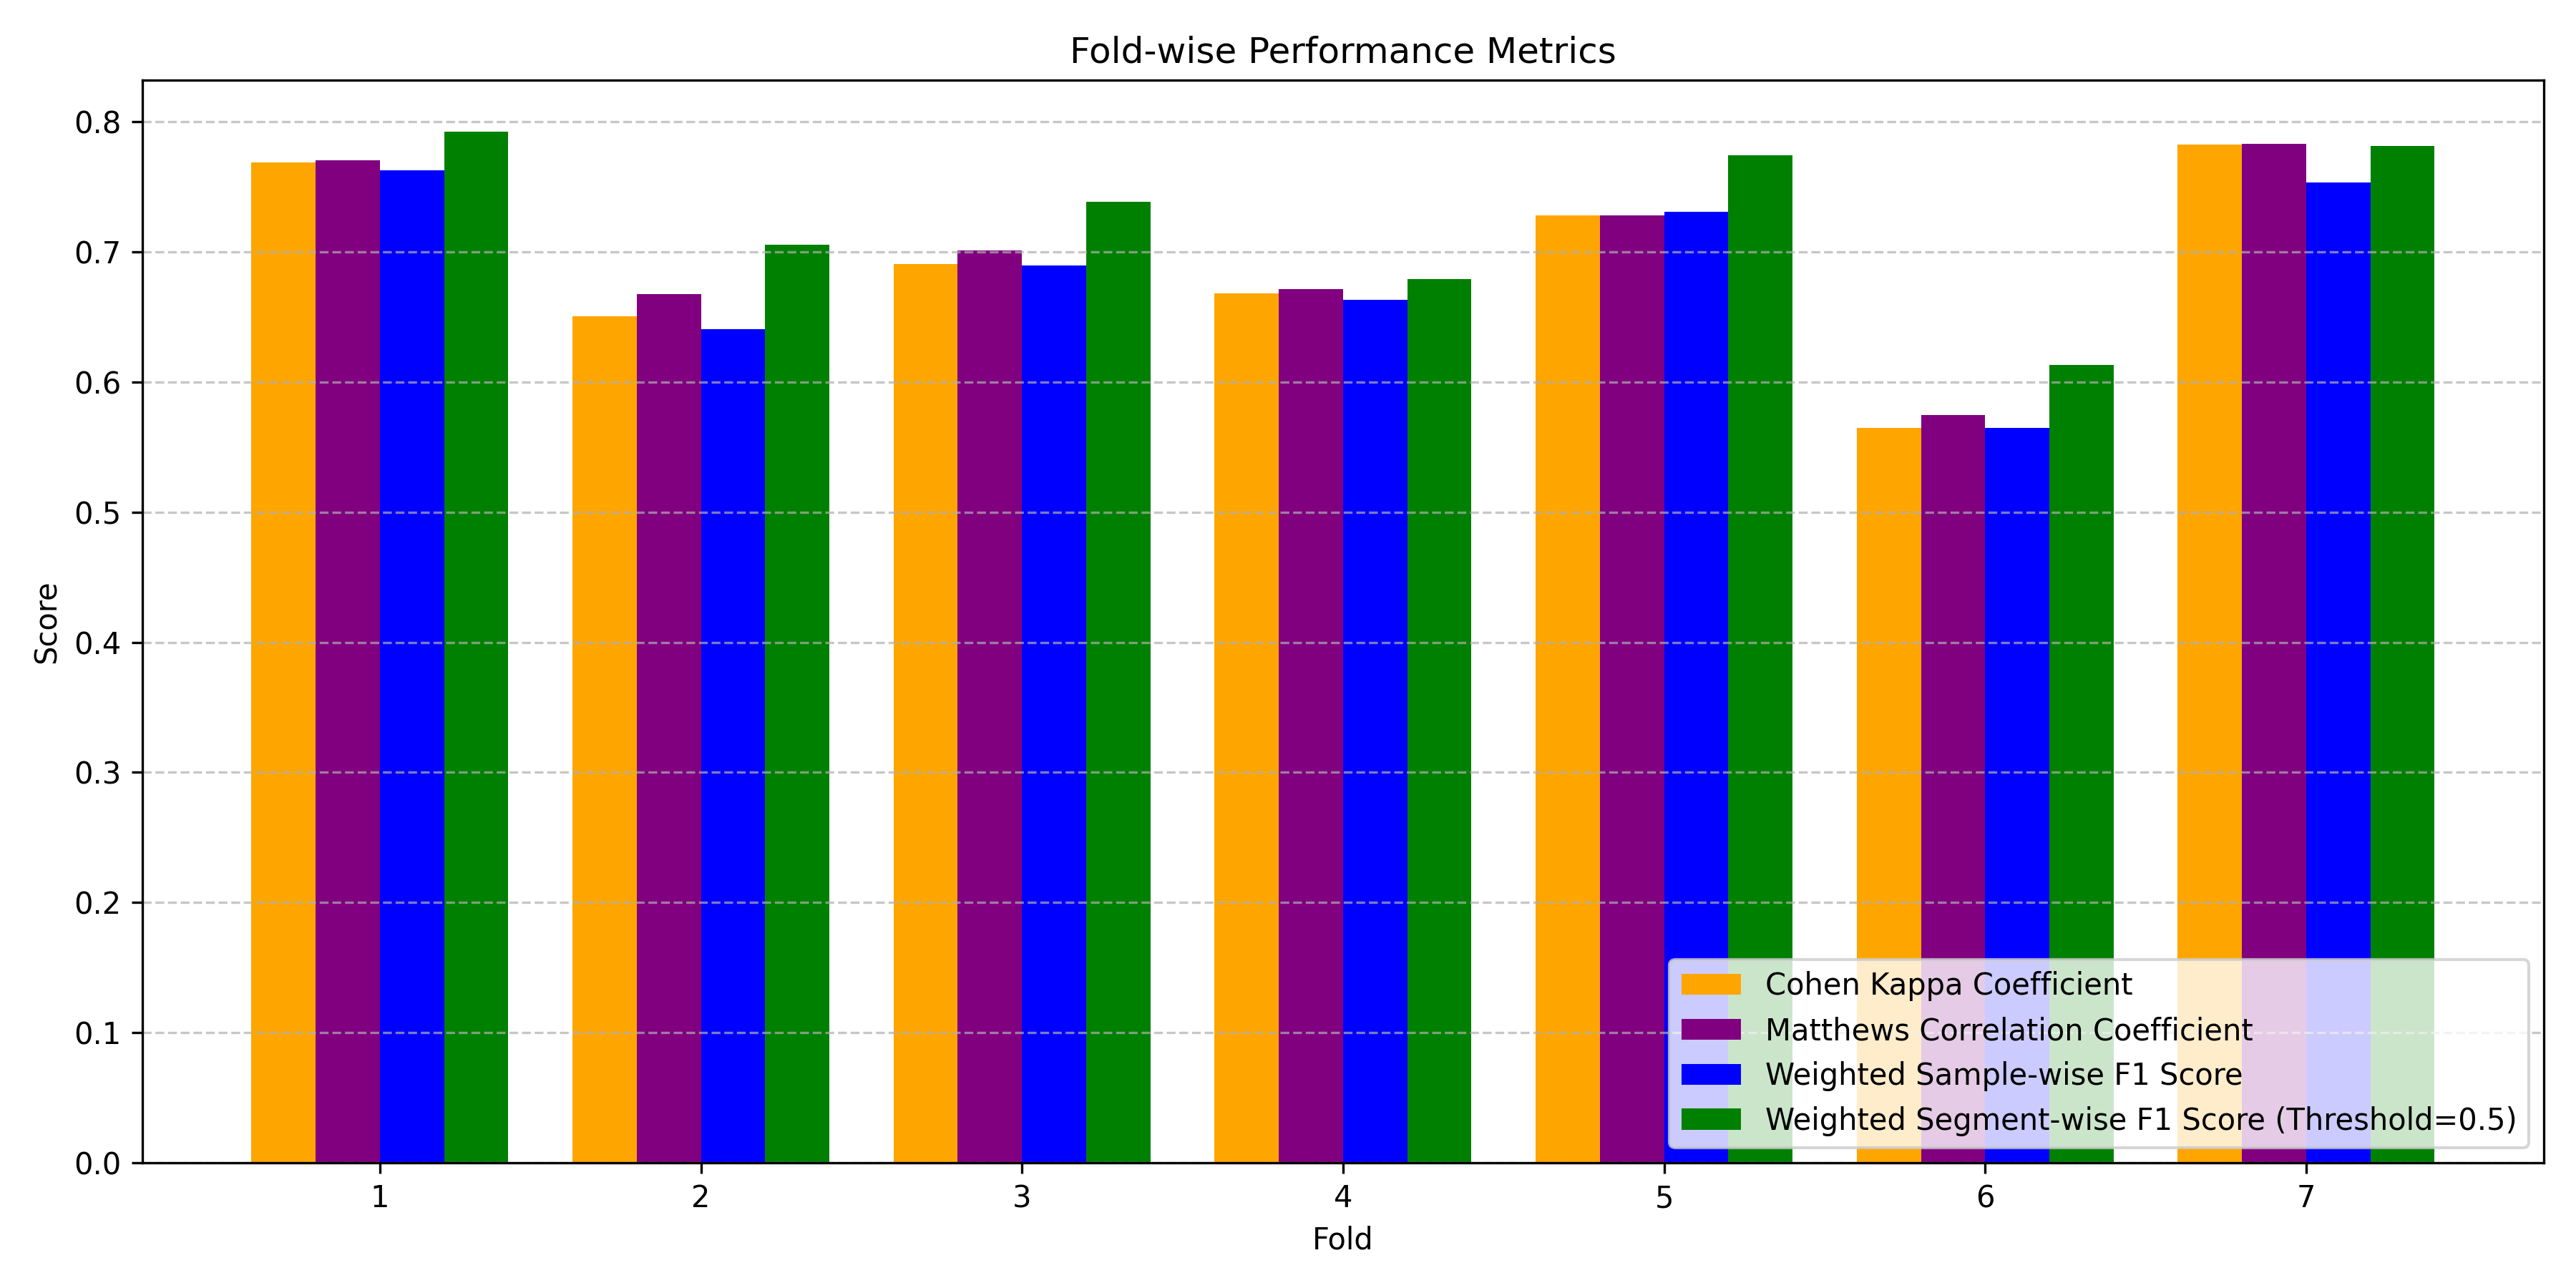 Fold-wise Performance Metrics
0.8
0.7
0.6
0.5
0.4
0.3
0.2
0.1
0.0
Score
1 2 3 4 5 6 7
Fold
Cohen Kappa Coefficient
Matthews Correlation Coefficient
Weighted Sample-wise F1 Score
Weighted Segment-wise F1 Score (Threshold=0.5)